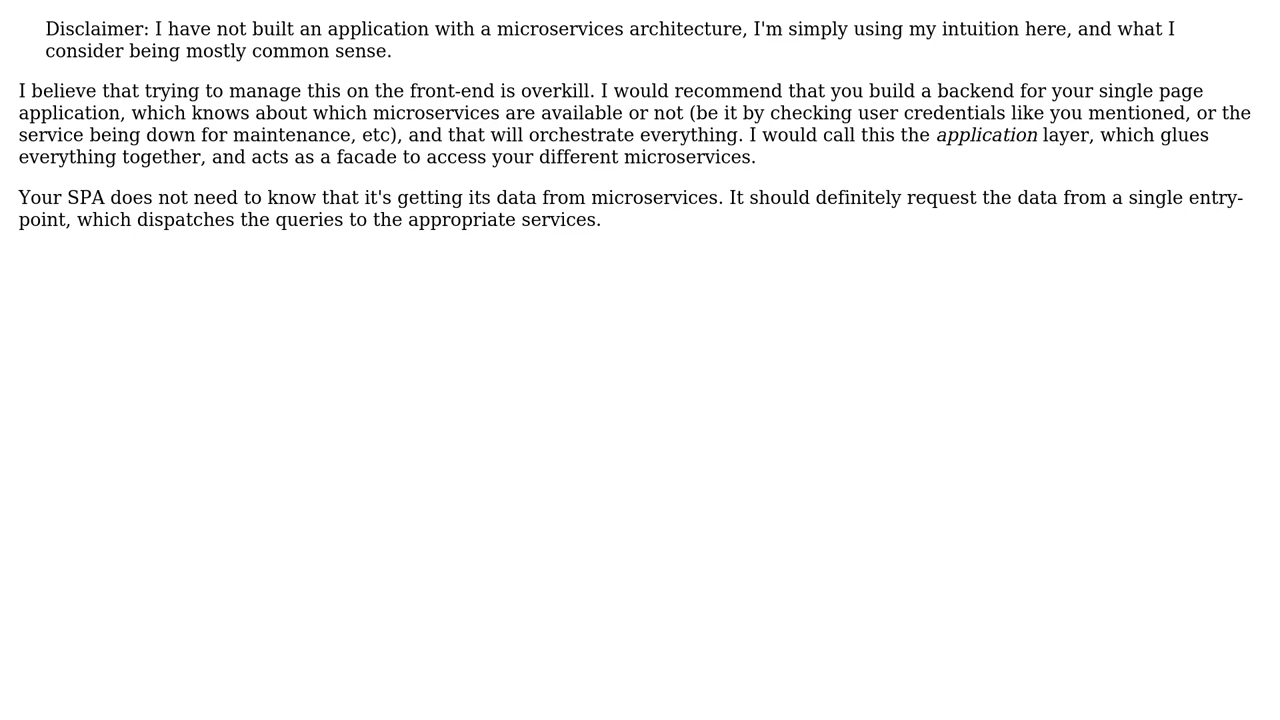 Disclaimer: I have not built an application with a microservices architecture, I'm simply using my intuition here, and what I
consider being mostly common sense.
I believe that trying to manage this on the front-end is overkill. I would recommend that you build a backend for your single page
application, which knows about which microservices are available or not (be it by checking user credentials like you mentioned, or the
service being down for maintenance, etc), and that will orchestrate everything. I would call this the application layer, which glues
everything together, and acts as a facade to access your different microservices.
Your SPA does not need to know that it's getting its data from microservices. It should definitely request the data from a single entry-
point, which dispatches the queries to the appropriate services.